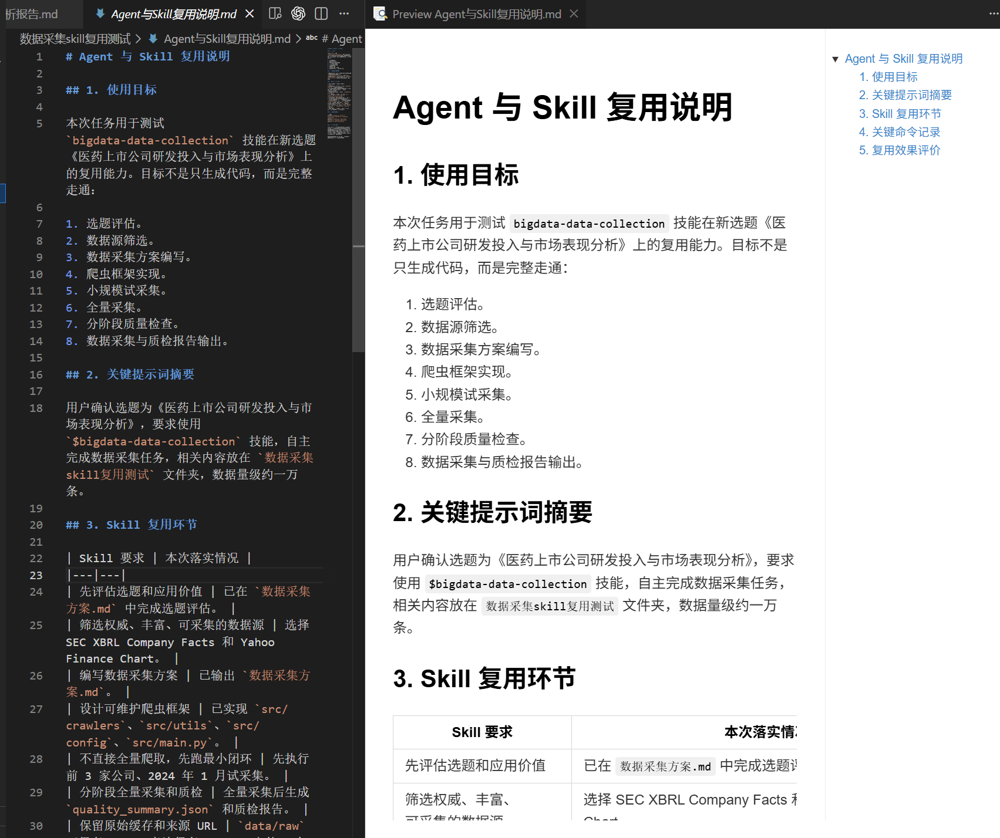 析报告.md
Agent与Skill复用说明.md
Preview Agent与Skill复用说明.md
数据采集skill复用测试 > Agent与Skill复用说明.md > abc # Agent
1 # Agent 与 Skill 复用说明
2
3 ## 1. 使用目标
4
5 本次任务用于测试
`bigdata-data-collection` 技能在新选题
《医药上市公司研发投入与市场表现分析》上
的复用能力。目标不是只生成代码，而是完整
走通：
6
7 1. 选题评估。
8 2. 数据源筛选。
9 3. 数据采集方案编写。
10 4. 爬虫框架实现。
11 5. 小规模试采集。
12 6. 全量采集。
13 7. 分阶段质量检查。
14 8. 数据采集与质检报告输出。
15
16 ## 2. 关键提示词摘要
17
18 用户确认选题为《医药上市公司研发投入与市
场表现分析》，要求使用
`$bigdata-data-collection` 技能，自主
完成数据采集任务，相关内容放在 `数据采集
skill复用测试` 文件夹，数据量级约一万
条。
19
20 ## 3. Skill 复用环节
21
22 | Skill 要求 | 本次落实情况 |
23 |---|---|
24 | 先评估选题和应用价值 | 已在 `数据采集
方案.md` 中完成选题评估。 |
25 | 筛选权威、丰富、可采集的数据源 | 选择
SEC XBRL Company Facts 和 Yahoo
Finance Chart。 |
26 | 编写数据采集方案 | 已输出 `数据采集方
案.md`。 |
27 | 设计可维护爬虫框架 | 已实现 `src/
crawlers`、`src/utils`、`src/
config`、`src/main.py`。 |
28 | 不直接全量爬取，先跑最小闭环 | 先执行
前 3 家公司、2024 年 1 月试采集。 |
29 | 分阶段全量采集和质检 | 全量采集后生成
`quality_summary.json` 和质检报告。 |
30 | 保留原始缓存和来源 URL | `data/raw`
Agent 与 Skill 复用说明
1. 使用目标
本次任务用于测试 bigdata-data-collection 技能在新选题《医
药上市公司研发投入与市场表现分析》上的复用能力。目标不是
只生成代码，而是完整走通：
1. 选题评估。
2. 数据源筛选。
3. 数据采集方案编写。
4. 爬虫框架实现。
5. 小规模试采集。
6. 全量采集。
7. 分阶段质量检查。
8. 数据采集与质检报告输出。
2. 关键提示词摘要
用户确认选题为《医药上市公司研发投入与市场表现分析》，要求
使用 $bigdata-data-collection 技能，自主完成数据采集任务，
相关内容放在 数据采集skill复用测试 文件夹，数据量级约一万
条。
3. Skill 复用环节
Skill 要求 本次落实情
先评估选题和应用价值 已在 数据采集方案.md 中完成选题
筛选权威、丰富、 选择 SEC XBRL Company Facts
可采集的数据源 Chart
Agent 与 Skill 复用说明
1. 使用目标
2. 关键提示词摘要
3. Skill 复用环节
4. 关键命令记录
5. 复用效果评价